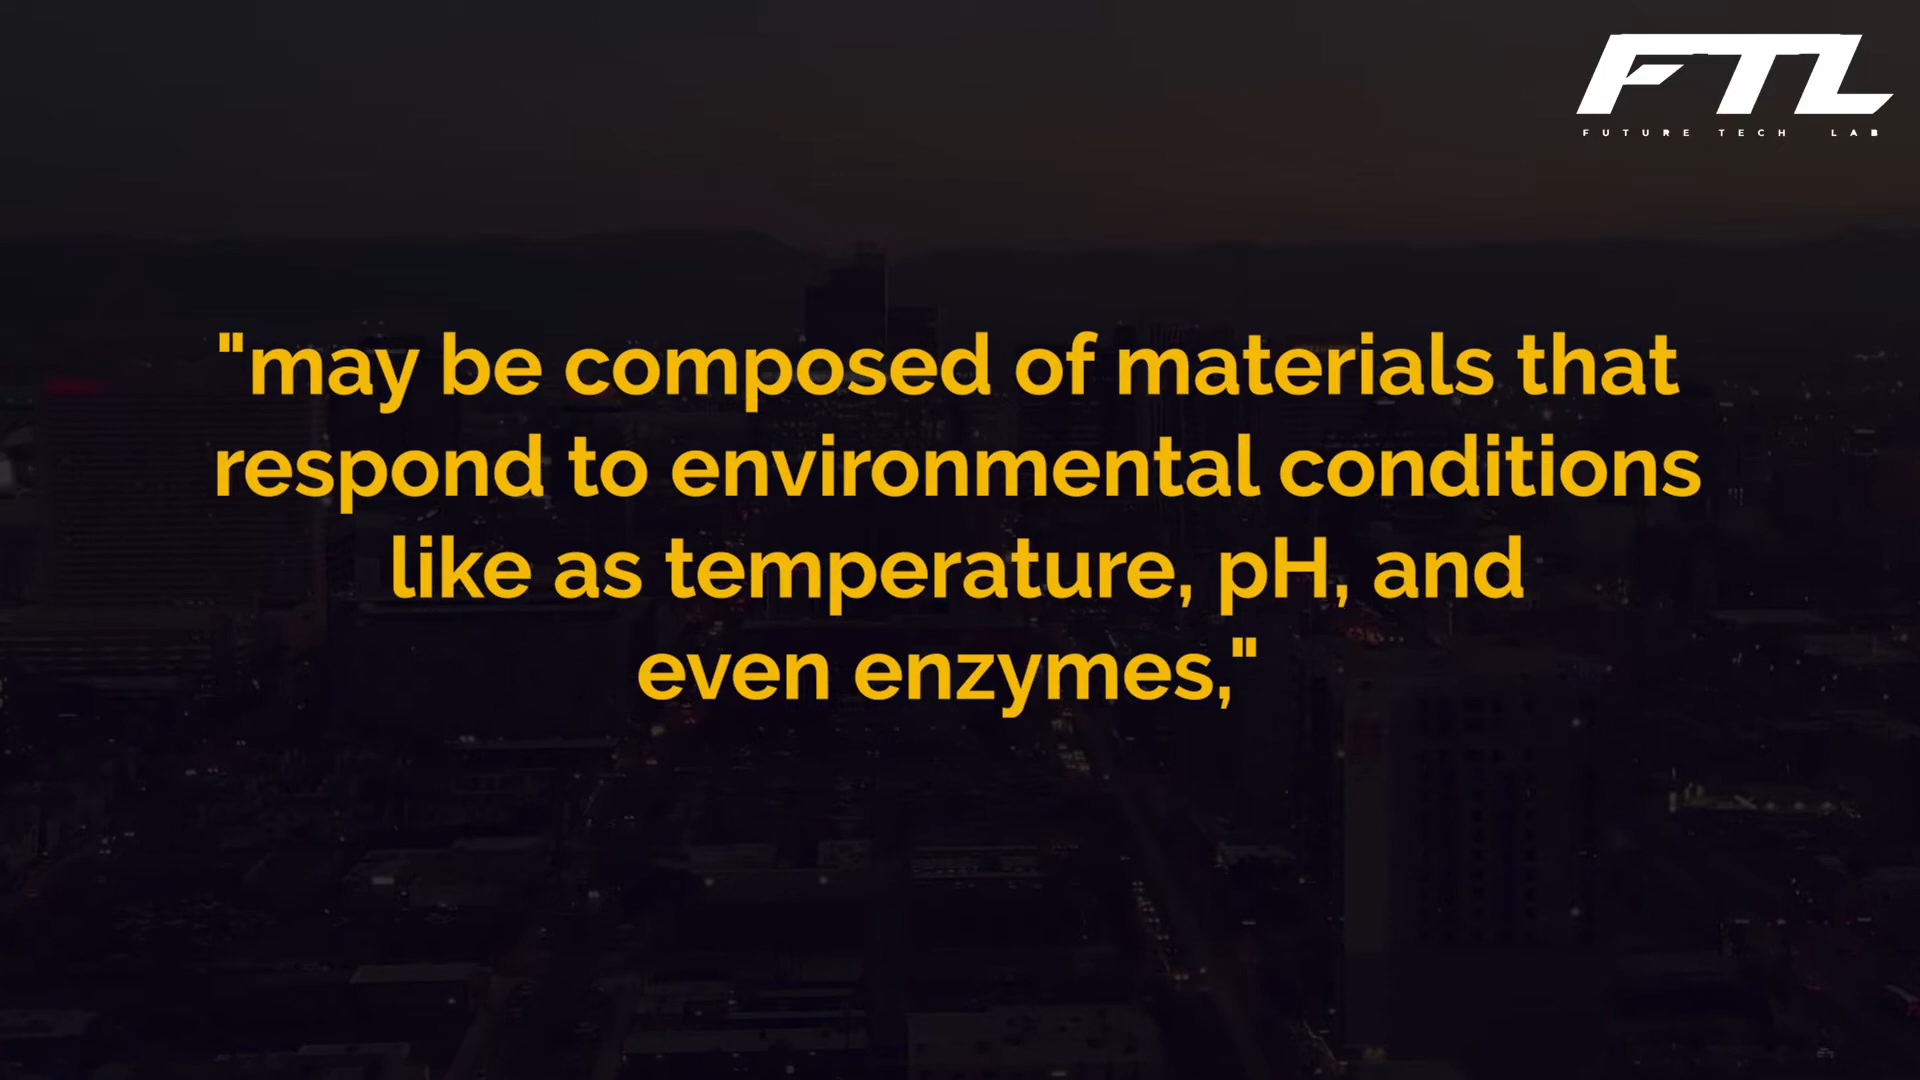 FTL
FUTURE TECH LAB
"may be composed of materials that
respond to environmental conditions
like as temperature, pH, and
even enzymes,"